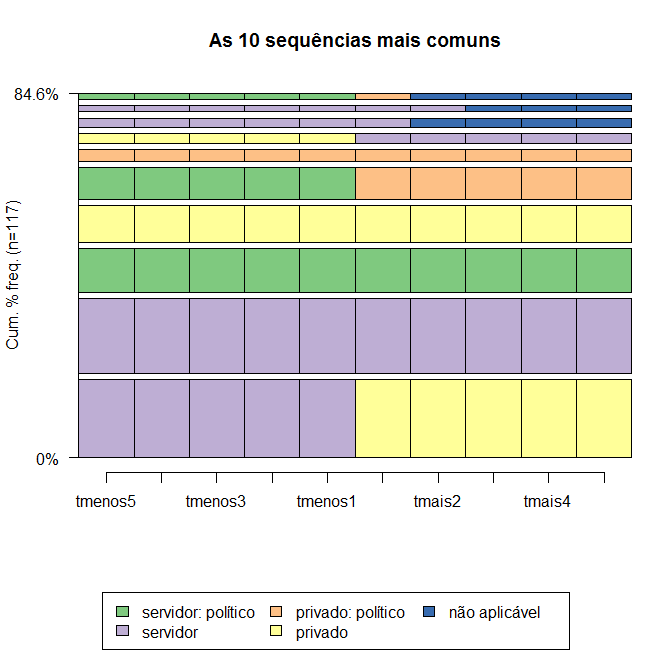 As 10 sequências mais comuns
84.6%
Cum. % freq. (n=117)
0%
tmenos5 tmenos3 tmenos1 tmais2 tmais4
servidor: político privado: político não aplicável
servidor privado